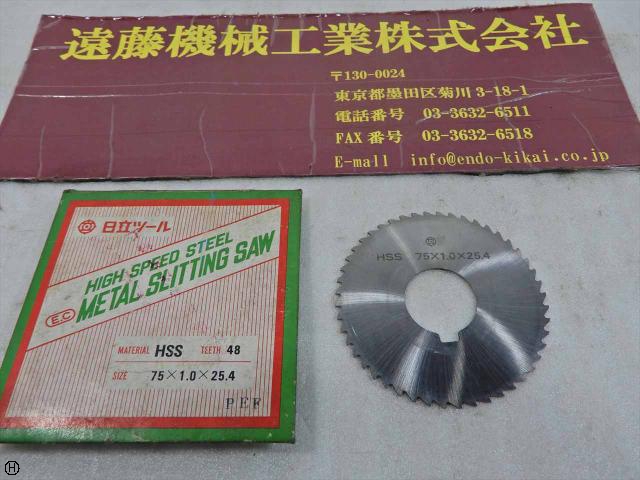 遠藤機械工業株式会社
〒130-0024
東京都墨田区菊川3-18-1
電話番号 03-3632-6511
FAX番号 03-3632-6518
E-mail info@endo-kikai.co.jp
日立ツール
HIGH SPEED STEEL
E.C METAL SLITTING SAW
MATERIAL HSS TEETH 48
SIZE 75×1.0×25.4
PEF
HSS 75×1.0×25.4
H